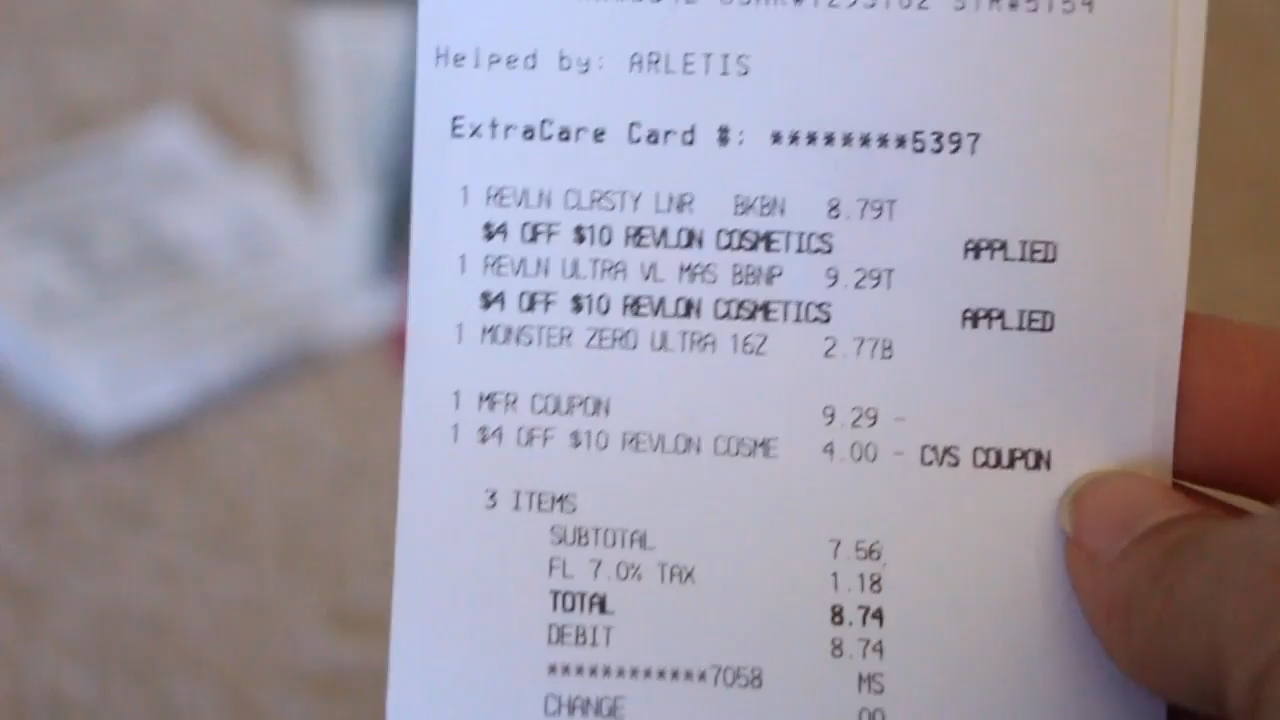 Helped by: ARLETIS
ExtraCare Card #: ********5397
1 REVLN CLRSTY LNR BKBN 8.79T
$4 OFF $10 REVLON COSMETICS APPLIED
1 REVLN ULTRA VL MAS BBNP 9.29T
$4 OFF $10 REVLON COSMETICS APPLIED
1 MONSTER ZERO ULTRA 16Z 2.77B
1 MFR COUPON 9.29 -
1 $4 OFF $10 REVLON COSME 4.00 - CVS COUPON
3 ITEMS
SUBTOTAL 7.56
FL 7.0% TAX 1.18
TOTAL 8.74
DEBIT 8.74
************7058 MS
CHANGE .00